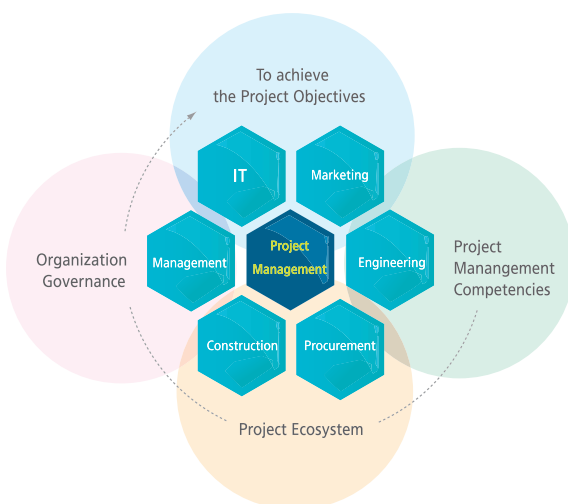 To achieve
the Project Objectives
IT
Marketing
Organization
Governance
Management
Project
Management
Engineering
Project
Manangement
Competencies
Construction
Procurement
Project Ecosystem